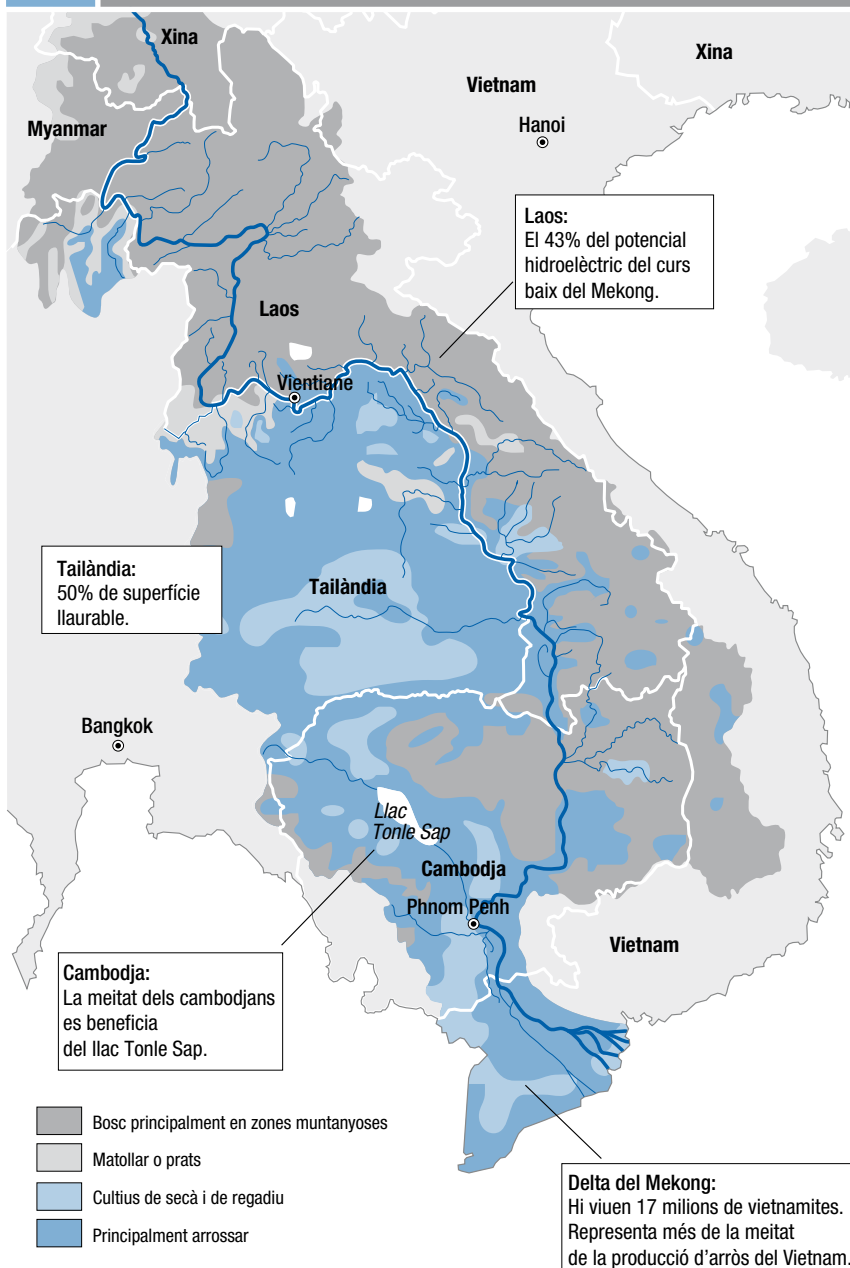 Xina
Xina
Vietnam
Myanmar
Hanoi
Laos:
El 43% del potencial
hidroelèctric del curs
baix del Mekong.
Laos
Vientiane
Tailàndia:
50% de superfície
llaurable.
Tailàndia
Bangkok
Llac
Tonle Sap
Cambodja
Phnom Penh
Vietnam
Cambodja:
La meitat dels cambodjans
es beneficia
del llac Tonle Sap.
Bosc principalment en zones muntanyoses
Matollar o prats
Cultius de secà i de regadiu
Principalment arrossar
Delta del Mekong:
Hi viuen 17 milions de vietnamites.
Representa més de la meitat
de la producció d'arròs del Vietnam.